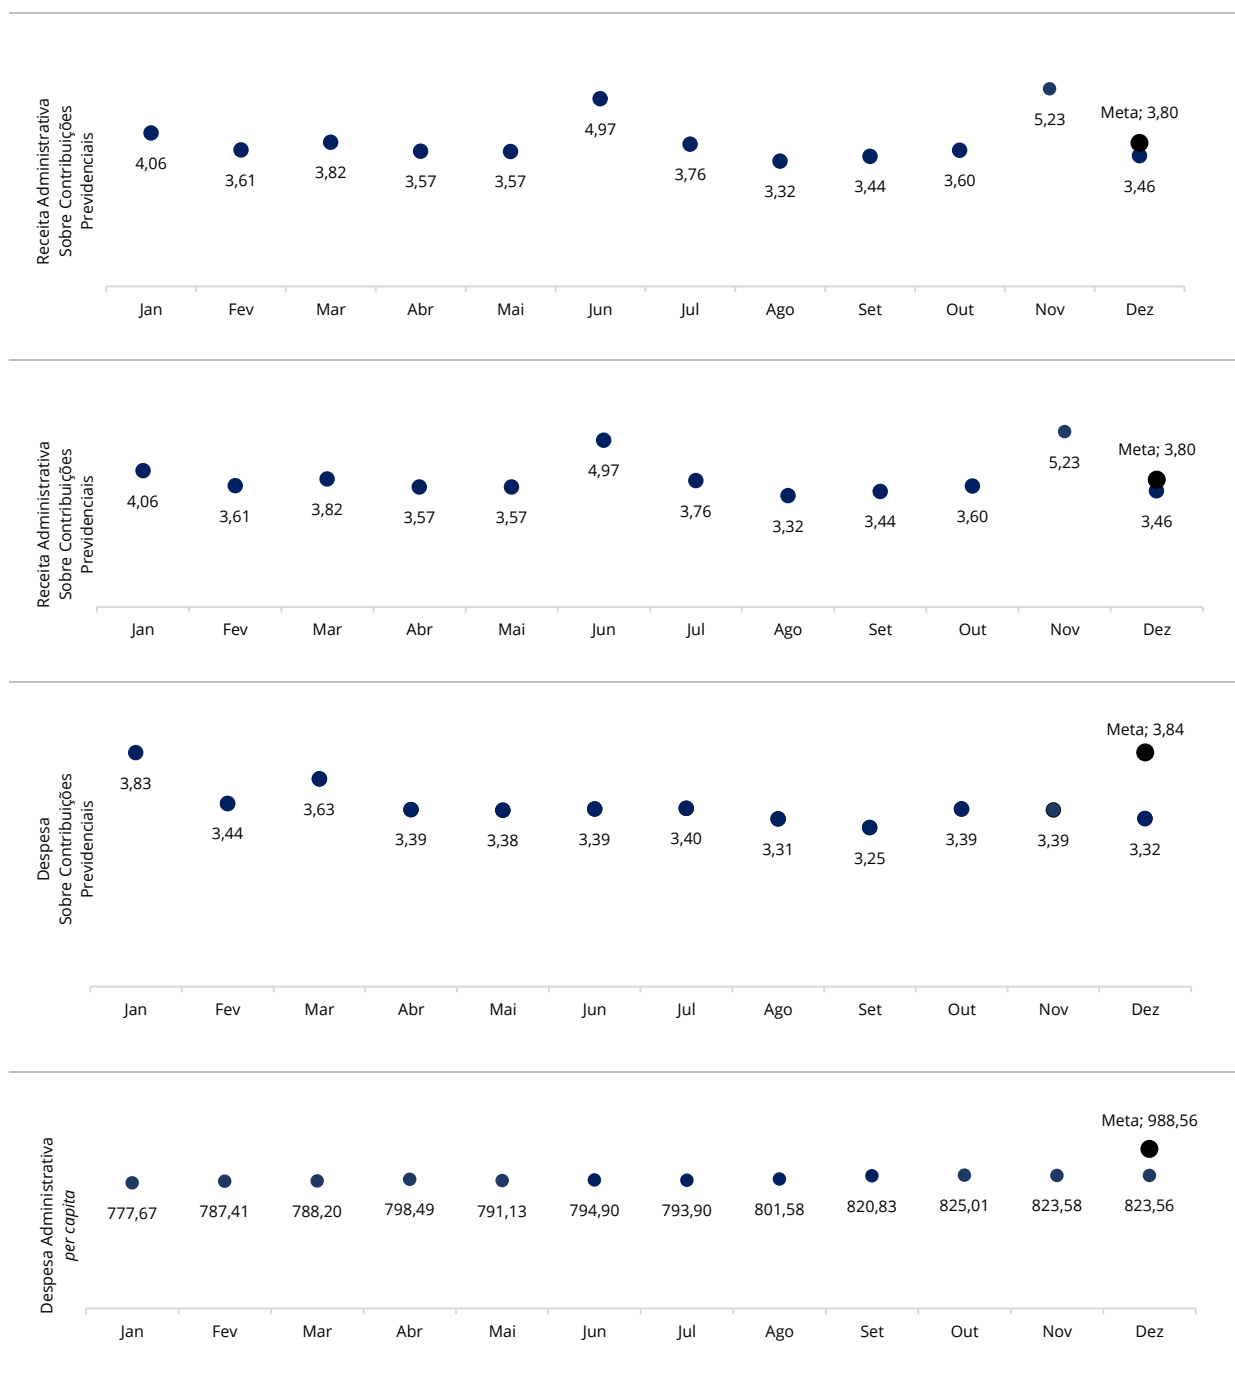 Receita Administrativa
Sobre Contribuições
Previdenciais
Meta; 3,80
4,06
3,61
3,82
3,57
3,57
4,97
3,76
3,32
3,44
3,60
5,23
3,46
Jan Fev Mar Abr Mai Jun Jul Ago Set Out Nov Dez
Receita Administrativa
Sobre Contribuições
Previdenciais
Meta; 3,80
4,06
3,61
3,82
3,57
3,57
4,97
3,76
3,32
3,44
3,60
5,23
3,46
Jan Fev Mar Abr Mai Jun Jul Ago Set Out Nov Dez
Despesa
Sobre Contribuições
Previdenciais
Meta; 3,84
3,83
3,44
3,63
3,39
3,38
3,39
3,40
3,31
3,25
3,39
3,39
3,32
Jan Fev Mar Abr Mai Jun Jul Ago Set Out Nov Dez
Despesa Administrativa
per capita
Meta; 988,56
777,67 787,41 788,20 798,49 791,13 794,90 793,90 801,58 820,83 825,01 823,58 823,56
Jan Fev Mar Abr Mai Jun Jul Ago Set Out Nov Dez